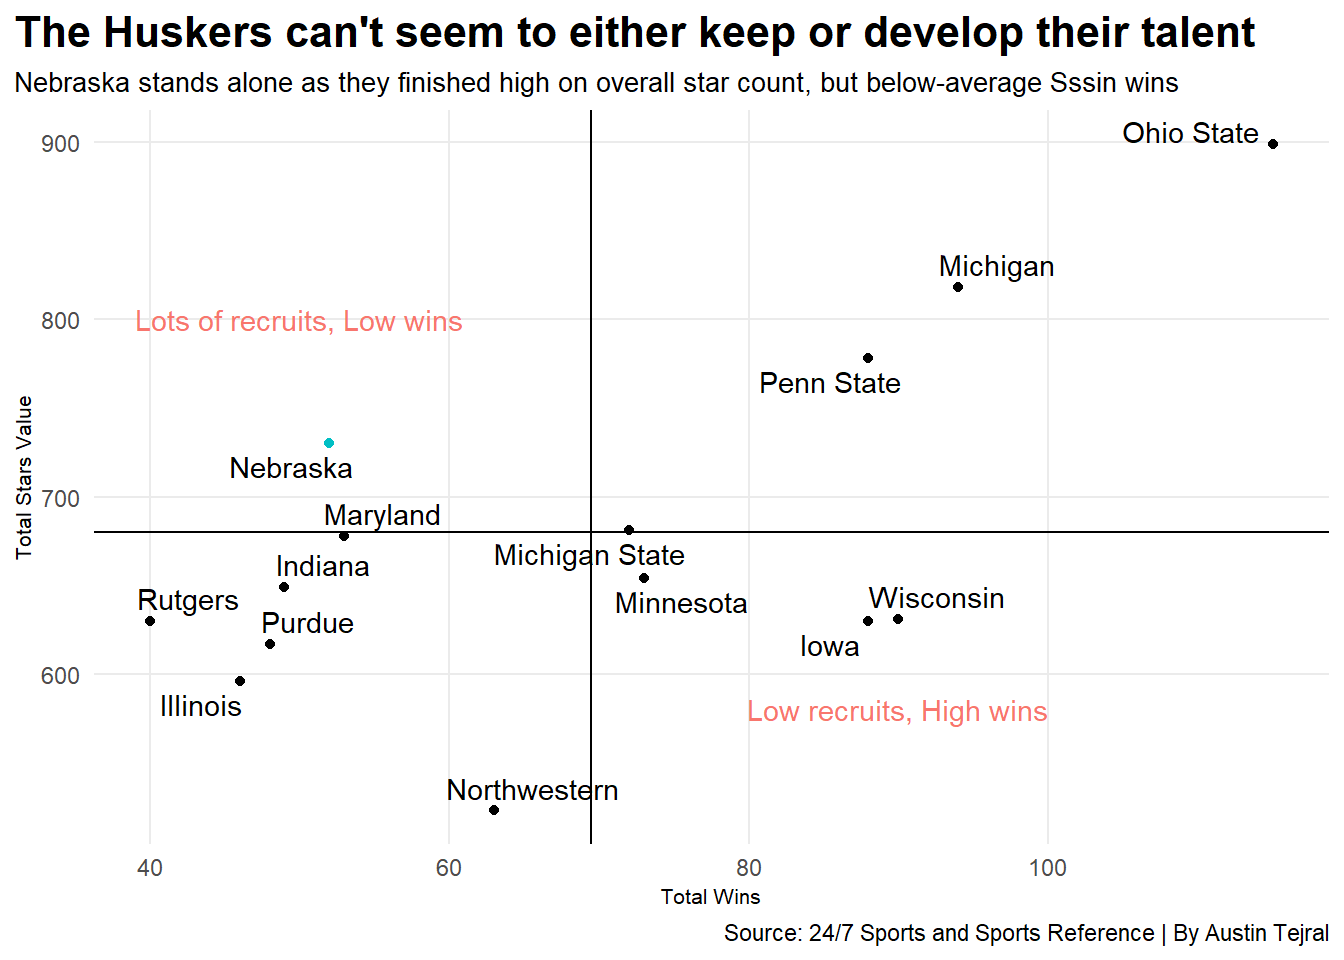 The Huskers can't seem to either keep or develop their talent
Nebraska stands alone as they finished high on overall star count, but below-average Sssin wins
900
Ohio State
Michigan
800
Lots of recruits, Low wins
Penn State
Total Stars Value
Nebraska
700
Maryland
Michigan State
Indiana
Minnesota
Rutgers
Wisconsin
Purdue
Iowa
600
Illinois
Low recruits, High wins
Northwestern
40
60
80
100
Total Wins
Source: 24/7 Sports and Sports Reference | By Austin Tejral